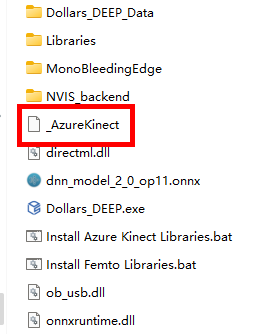 Dollars_DEEP_Data
Libraries
MonoBleedingEdge
NVIS_backend
_AzureKinect
directml.dll
dnn_model_2_0_op11.onnx
Dollars_DEEP.exe
Install Azure Kinect Libraries.bat
Install Femto Libraries.bat
ob_usb.dll
onnxruntime.dll